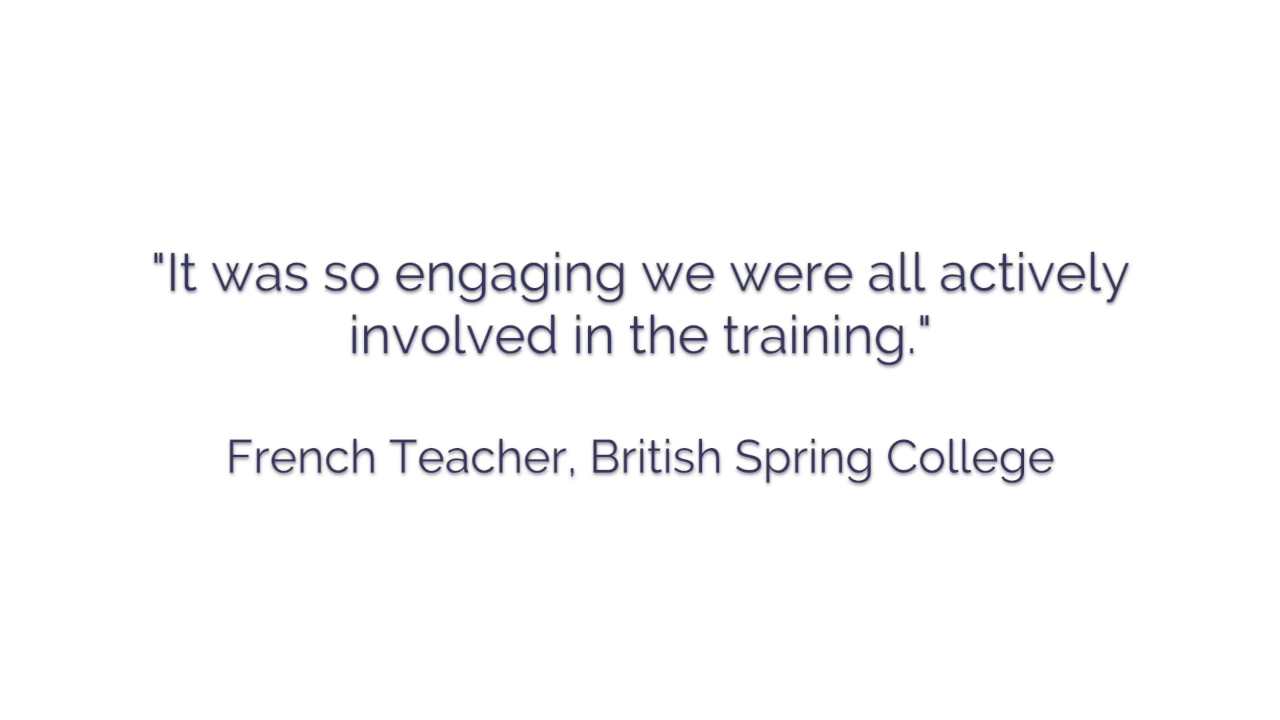 "It was so engaging we were all actively
involved in the training."
French Teacher, British Spring College